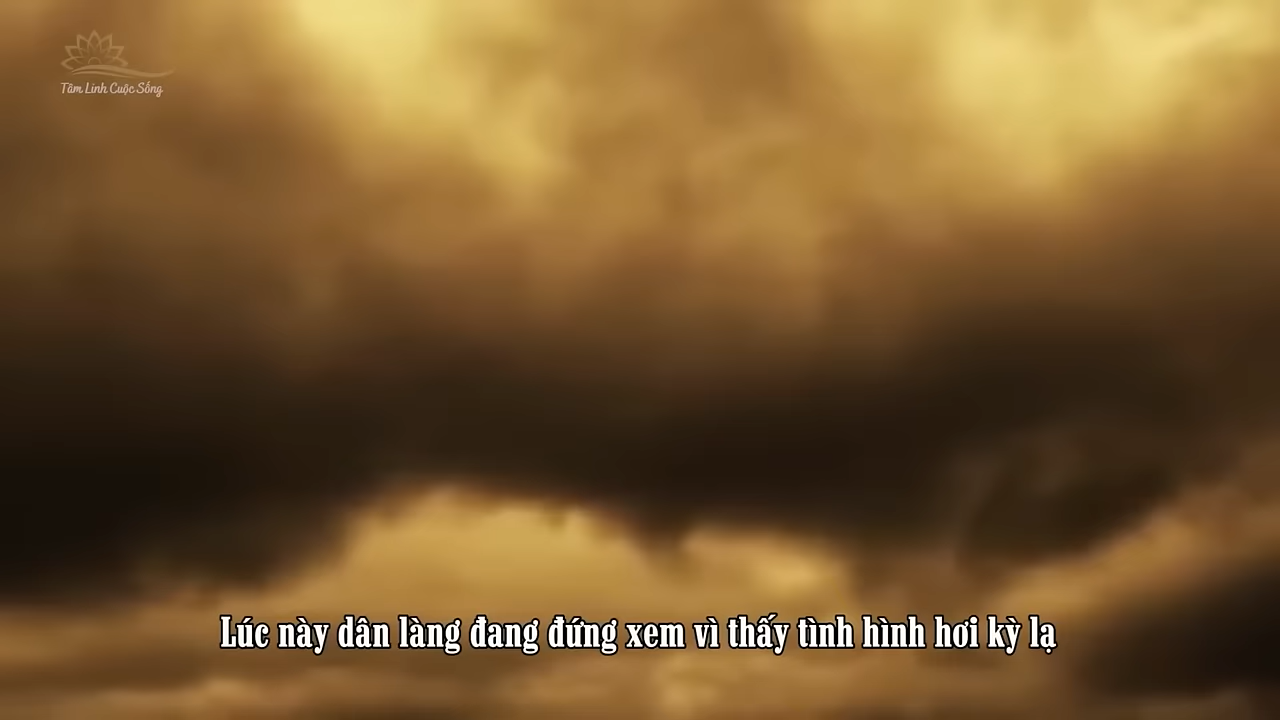 Tâm Linh Cuộc Sống
Lúc này dân làng đang đứng xem vì thấy tình hình hơi kỳ lạ